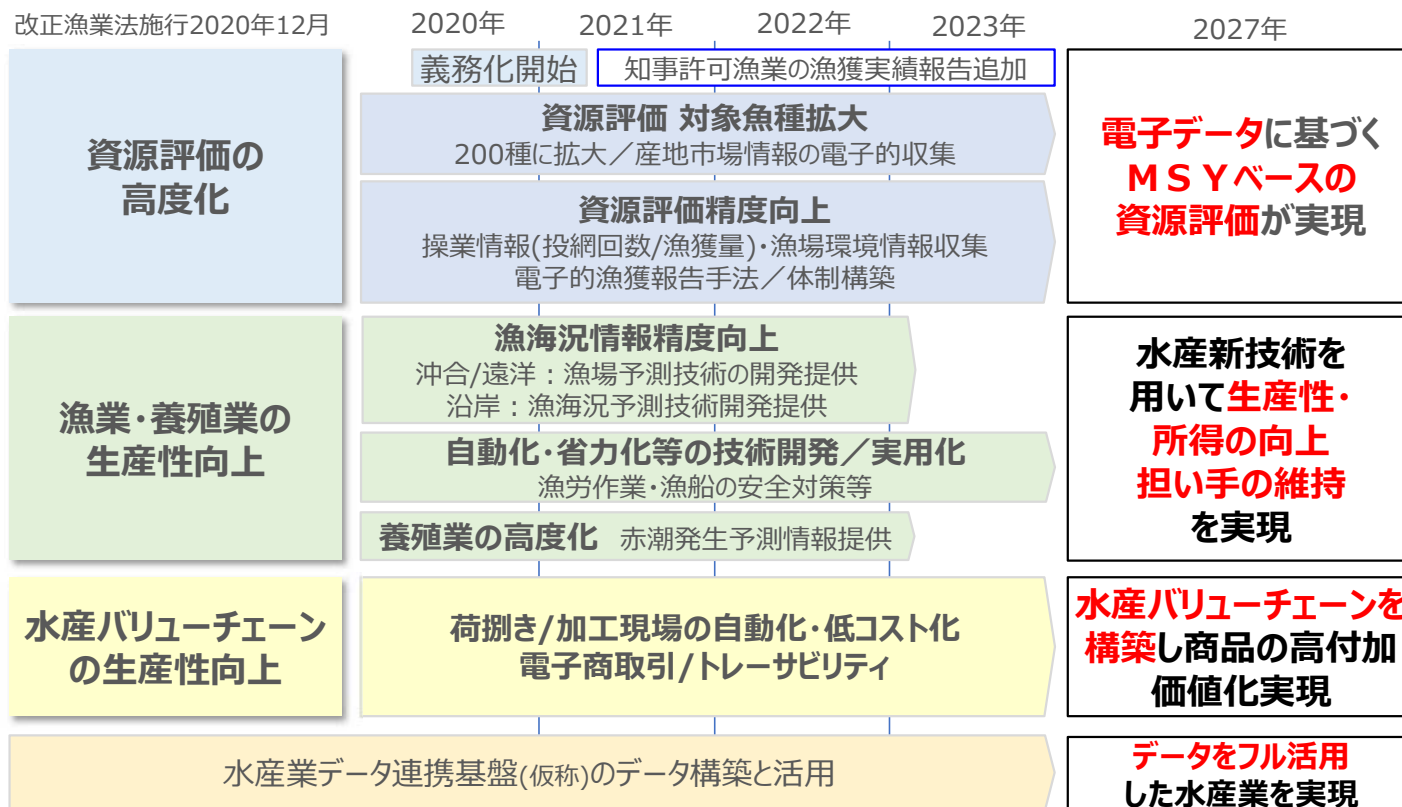 改正漁業法施行2020年12月
2020年
2021年
2022年
2023年
2027年
義務化開始
知事許可漁業の漁獲実績報告追加
資源評価の
高度化
資源評価 対象魚種拡大
200種に拡大／産地市場情報の電子的収集
資源評価精度向上
操業情報(投網回数/漁獲量)・漁場環境情報収集
電子的漁獲報告手法／体制構築
電子データに基づく
ＭＳＹベースの
資源評価が実現
漁業・養殖業の
生産性向上
漁海況情報精度向上
沖合/遠洋：漁場予測技術の開発提供
沿岸：漁海況予測技術開発提供
自動化・省力化等の技術開発／実用化
漁労作業・漁船の安全対策等
養殖業の高度化 赤潮発生予測情報提供
水産新技術を
用いて生産性・
所得の向上
担い手の維持
を実現
水産バリューチェーン
の生産性向上
荷捌き/加工現場の自動化・低コスト化
電子商取引/トレーサビリティ
水産バリューチェーンを
構築し商品の高付加
価値化実現
水産業データ連携基盤(仮称)のデータ構築と活用
データをフル活用
した水産業を実現